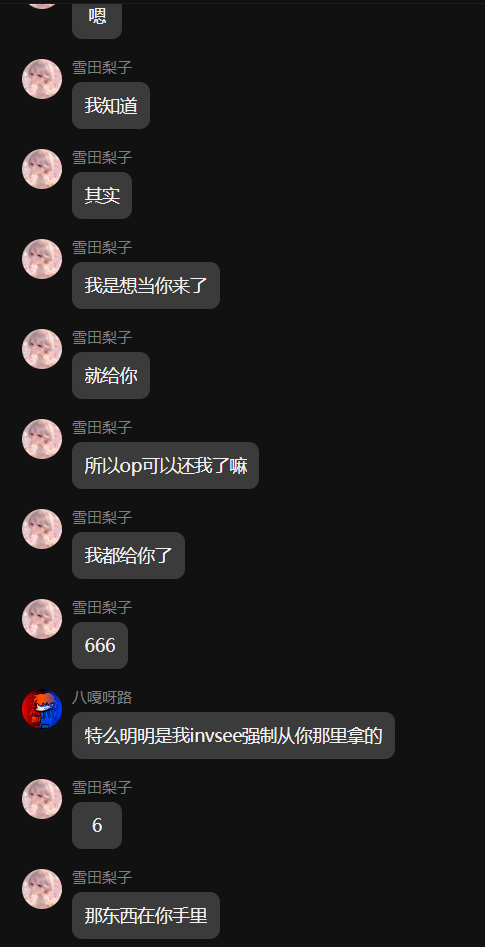 嗯
雪田梨子
我知道
雪田梨子
其实
雪田梨子
我是想当你来了
雪田梨子
就给你
雪田梨子
所以op可以还我了嘛
雪田梨子
我都给你了
雪田梨子
666
八嘎呀路
特么明明是我invsee强制从你那里拿的
雪田梨子
6
雪田梨子
那东西在你手里